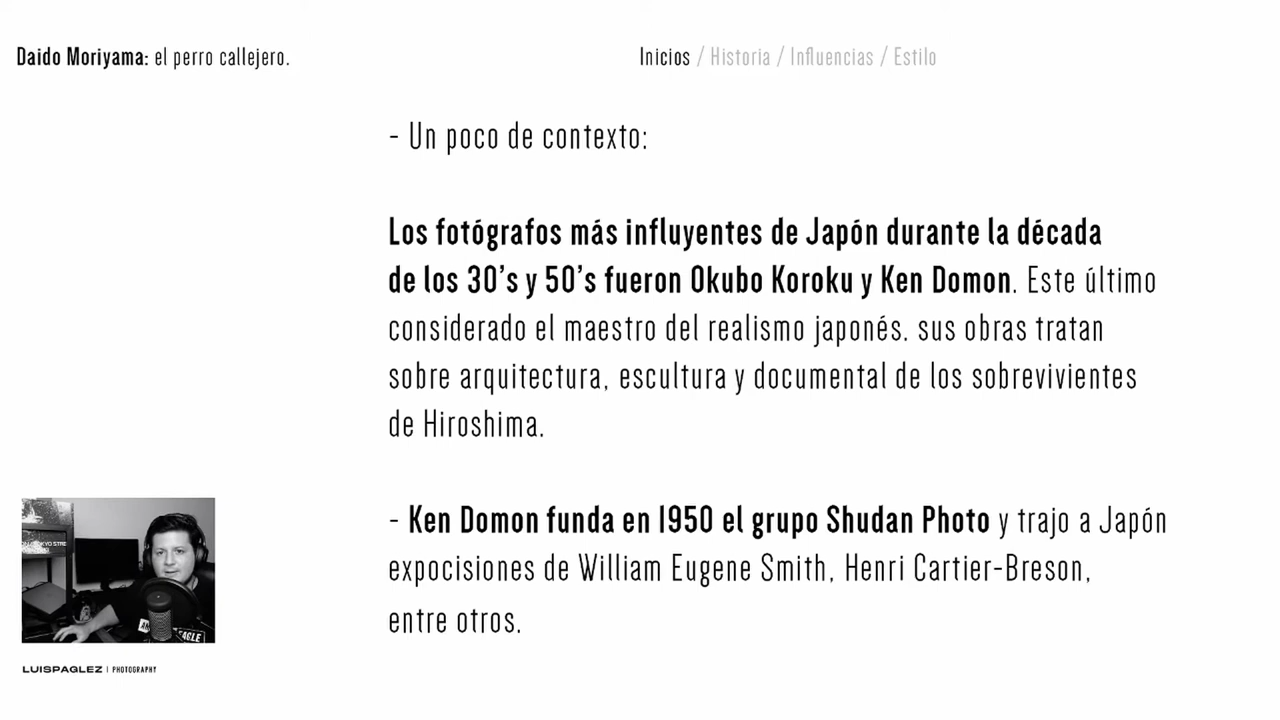 Daido Moriyama: el perro callejero.
Inicios / Historia / Influencias / Estilo
- Un poco de contexto:
Los fotógrafos más influyentes de Japón durante la década
de los 30's y 50's fueron Okubo Koroku y Ken Domon. Este último
considerado el maestro del realismo japonés. sus obras tratan
sobre arquitectura, escultura y documental de los sobrevivientes
de Hiroshima.
- Ken Domon funda en 1950 el grupo Shudan Photo y trajo a Japón
expocisiones de William Eugene Smith, Henri Cartier-Breson,
entre otros.
LUISPAGLEZ | PHOTOGRAPHY